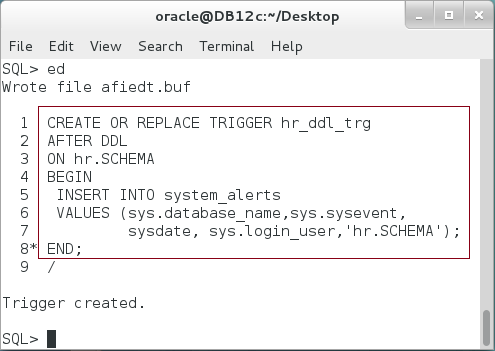 oracle@DB12c:~/Desktop
File Edit View Search Terminal Help
SQL> ed
Wrote file afiedt.buf
1 CREATE OR REPLACE TRIGGER hr_ddl_trg
2 AFTER DDL
3 ON hr.SCHEMA
4 BEGIN
5 INSERT INTO system_alerts
6 VALUES (sys.database_name,sys.sysevent,
7 sysdate, sys.login_user,'hr.SCHEMA');
8* END;
9 /
Trigger created.
SQL>